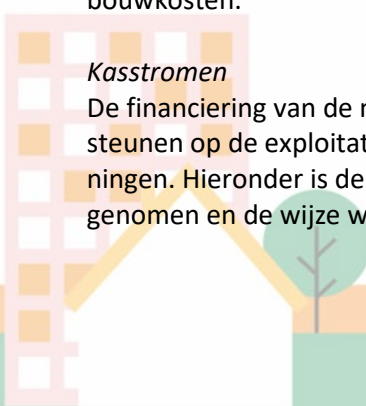 bouwkosten.
Kasstromen
De financiering van de
steunen op de exploitat
ningen. Hieronder is de
genomen en de wijze w